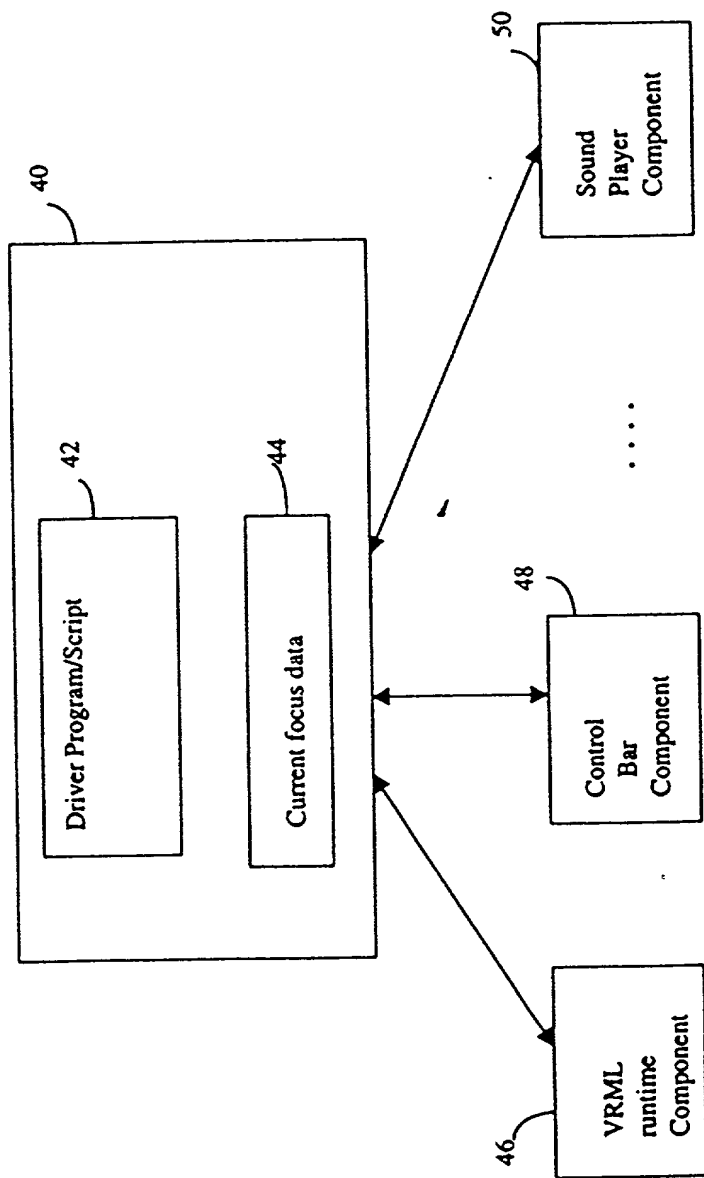 40
42
Driver Program/Script
44
Current focus data
46
VRML
runtime
Component
48
Control
Bar
Component
. . . .
50
Sound
Player
Component